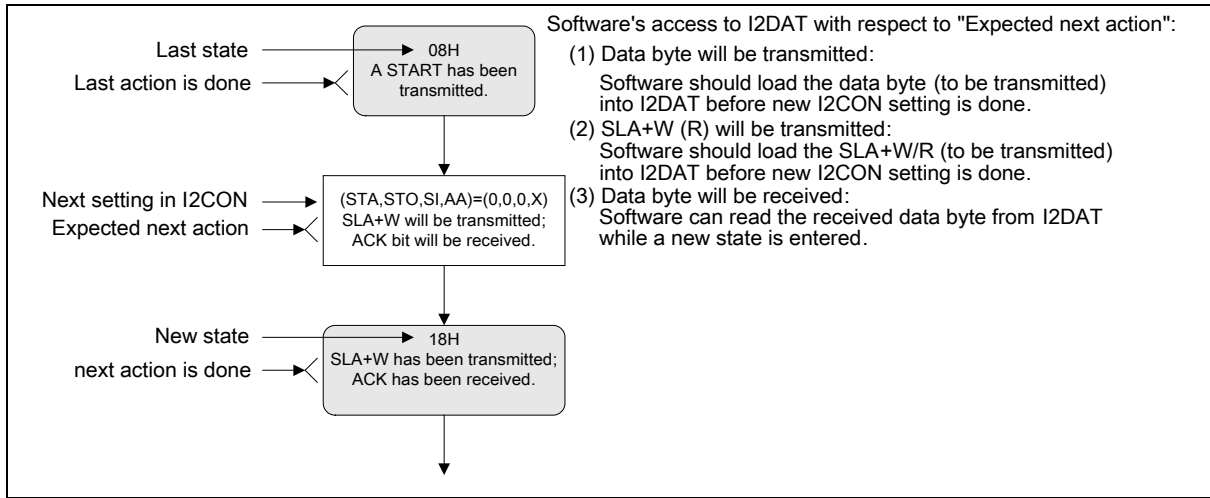 Last state
Last action is done
08H
A START has been
transmitted.
Next setting in I2CON
Expected next action
(STA,STO,SI,AA)=(0,0,0,X)
SLA+W will be transmitted;
ACK bit will be received.
New state
next action is done
18H
SLA+W has been transmitted;
ACK has been received.
Software's access to I2DAT with respect to "Expected next action":
(1) Data byte will be transmitted:
Software should load the data byte (to be transmitted)
into I2DAT before new I2CON setting is done.
(2) SLA+W (R) will be transmitted:
Software should load the SLA+W/R (to be transmitted)
into I2DAT before new I2CON setting is done.
(3) Data byte will be received:
Software can read the received data byte from I2DAT
while a new state is entered.